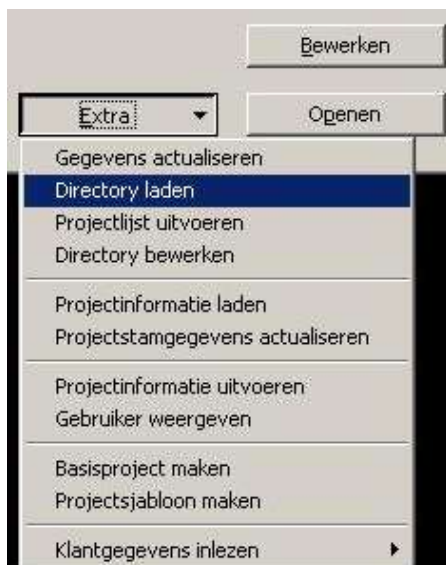 Bewerken
Extra
Openen
Gegevens actualiseren
Directory laden
Projectlijst uitvoeren
Directory bewerken
Projectinformatie laden
Projectstamgegevens actualiseren
Projectinformatie uitvoeren
Gebruiker weergeven
Basisproject maken
Projectsjabloon maken
Klantgegevens inlezen